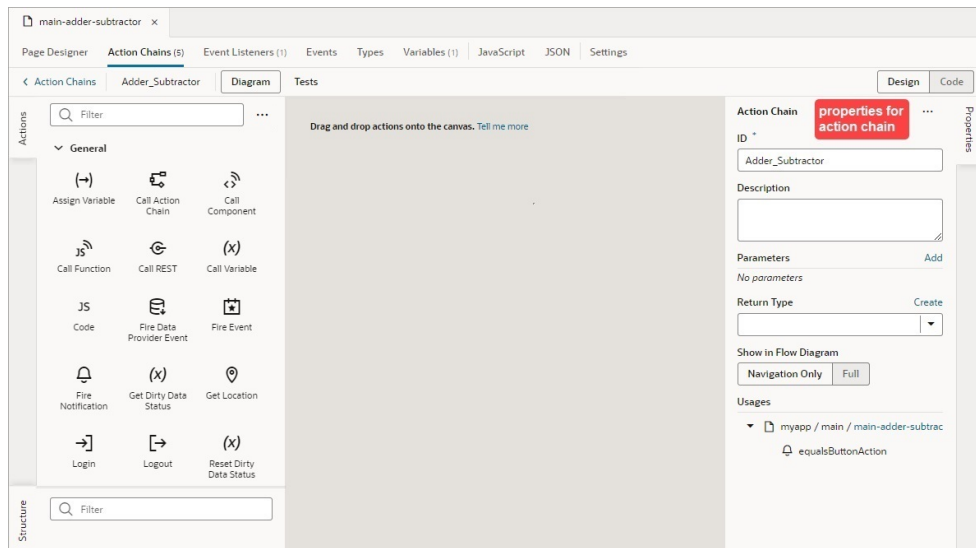 main-adder-subtractor ×
Page Designer Action Chains (5) Event Listeners (1) Events Types Variables (1) JavaScript JSON Settings
< Action Chains Adder_Subtractor Diagram Tests Design Code
Actions
Filter ...
General
(→) Assign Variable
Call Action
Chain
Call
Component
JS
Call Function
Call REST
(x)
Call Variable
JS
Code
Fire Data
Provider Event
Fire Event
Fire
Notification
(x)
Get Dirty Data
Status
Get Location
Login
Logout
(x)
Reset Dirty
Data Status
Structure
Filter
Drag and drop actions onto the canvas. Tell me more
Action Chain
properties for
action chain
...
Properties
ID *
Adder_Subtractor
Description
Parameters Add
No parameters
Return Type Create
Show in Flow Diagram
Navigation Only Full
Usages
myapp / main / main-adder-subtrac
equalsButtonAction